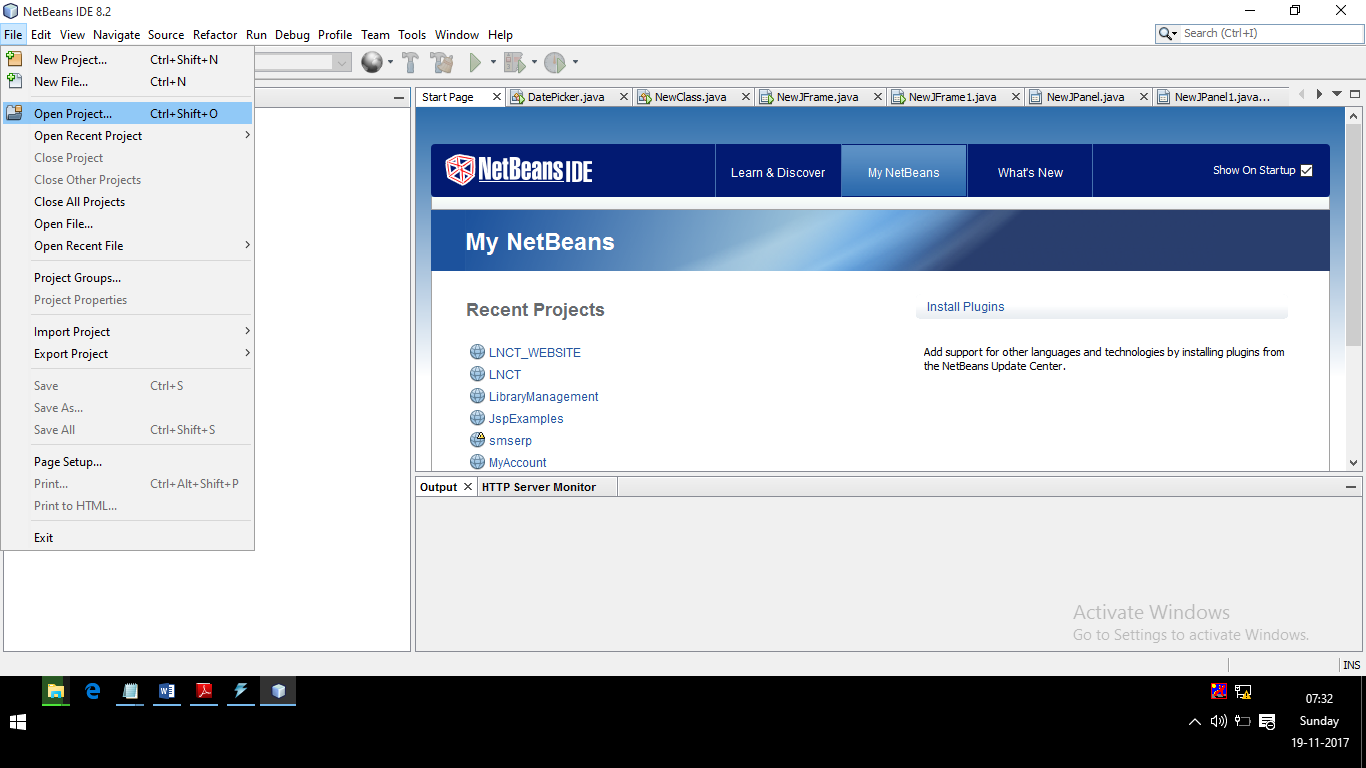 NetBeans IDE 8.2
File Edit View Navigate Source Refactor Run Debug Profile Team Tools Window Help
Search (Ctrl+I)
New Project... Ctrl+Shift+N
New File... Ctrl+N
Open Project... Ctrl+Shift+O
Open Recent Project
Close Project
Close Other Projects
Close All Projects
Open File...
Open Recent File
Project Groups...
Project Properties
Import Project
Export Project
Save Ctrl+S
Save As...
Save All Ctrl+Shift+S
Page Setup...
Print... Ctrl+Alt+Shift+P
Print to HTML...
Exit
Start Page DatePicker.java NewClass.java NewJFrame.java NewJFrame1.java NewJPanel.java NewJPanel1.java...
NetBeans IDE
Learn & Discover My NetBeans What's New
Show On Startup
My NetBeans
Recent Projects
LNCT_WEBSITE
LNCT
LibraryManagement
JspExamples
smserp
MyAccount
Install Plugins
Add support for other languages and technologies by installing plugins from
the NetBeans Update Center.
Output HTTP Server Monitor
Activate Windows
Go to Settings to activate Windows.
INS
07:32
Sunday
19-11-2017